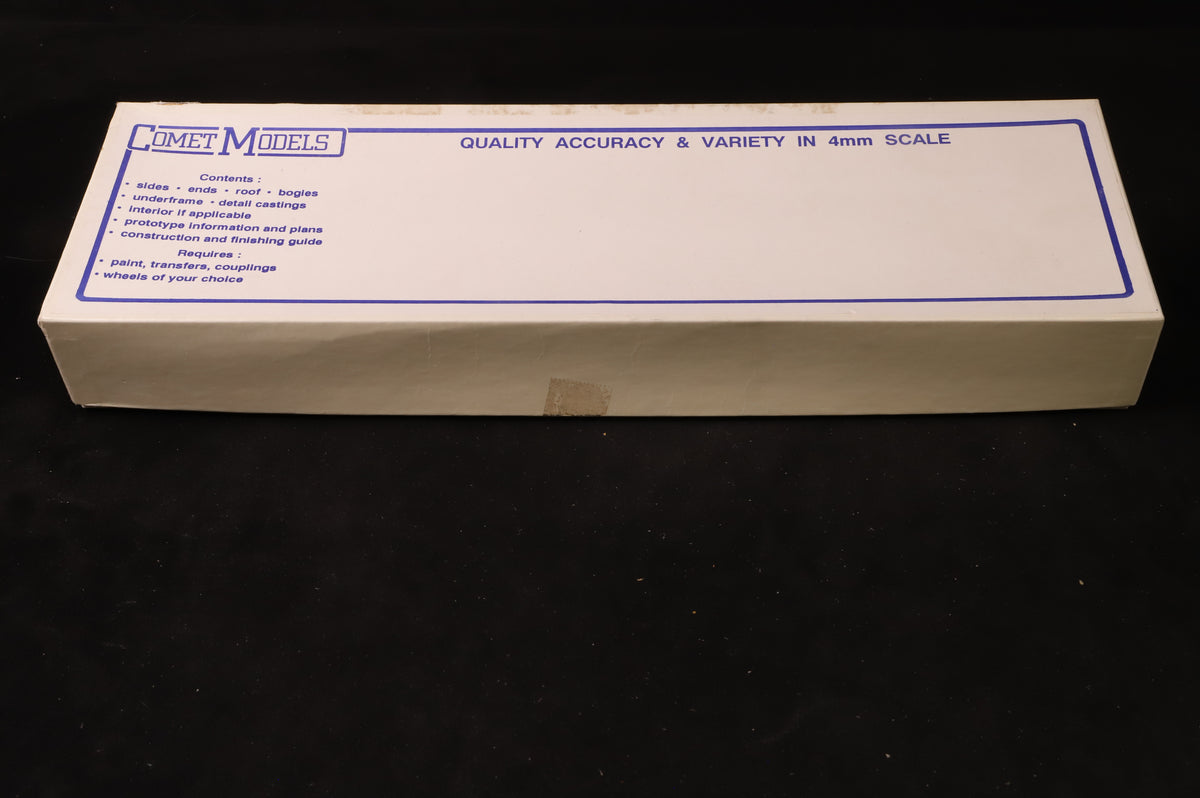 COMET MODELS
QUALITY ACCURACY & VARIETY IN 4mm SCALE
Contents :
• sides • ends • roof • bogies
• underframe • detail castings
• interior if applicable
• prototype information and plans
• construction and finishing guide
Requires :
• paint, transfers, couplings
• wheels of your choice